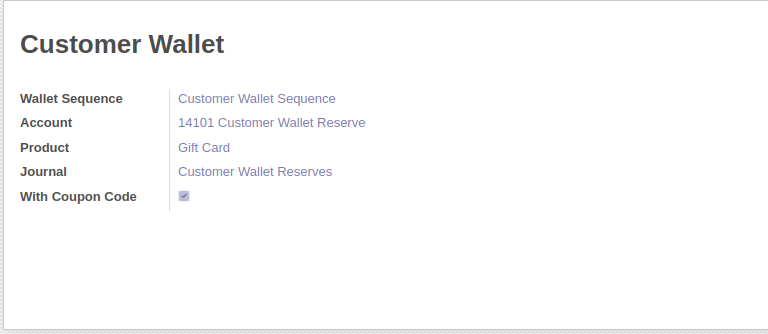 Customer Wallet
Wallet Sequence Customer Wallet Sequence
Account 14101 Customer Wallet Reserve
Product Gift Card
Journal Customer Wallet Reserves
With Coupon Code